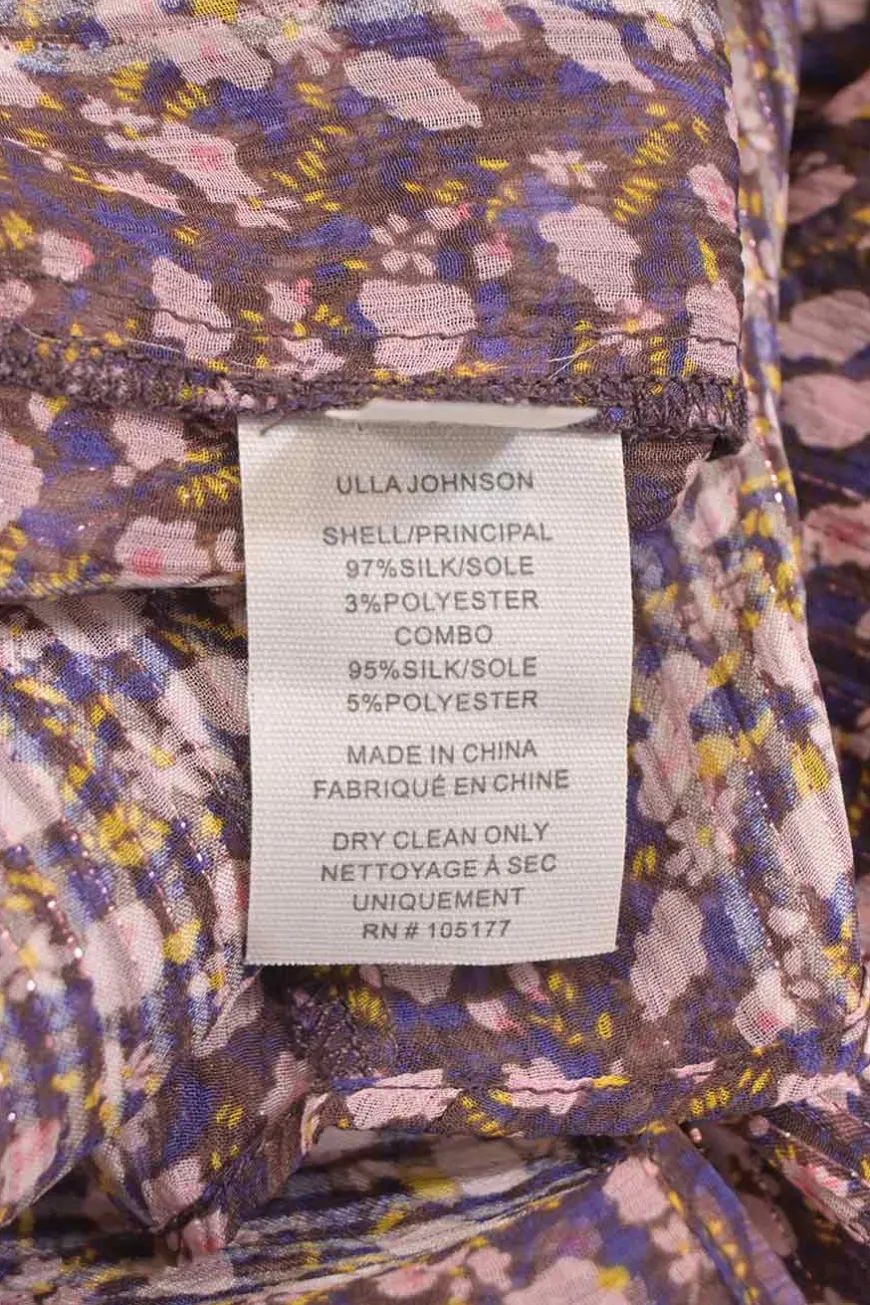 ULLA JOHNSON
SHELL/PRINCIPAL
97%SILK/SOLE
3%POLYESTER
COMBO
95%SILK/SOLE
5%POLYESTER
MADE IN CHINA
FABRIQUÉ EN CHINE
DRY CLEAN ONLY
NETTOYAGE À SEC
UNIQUEMENT
RN # 105177